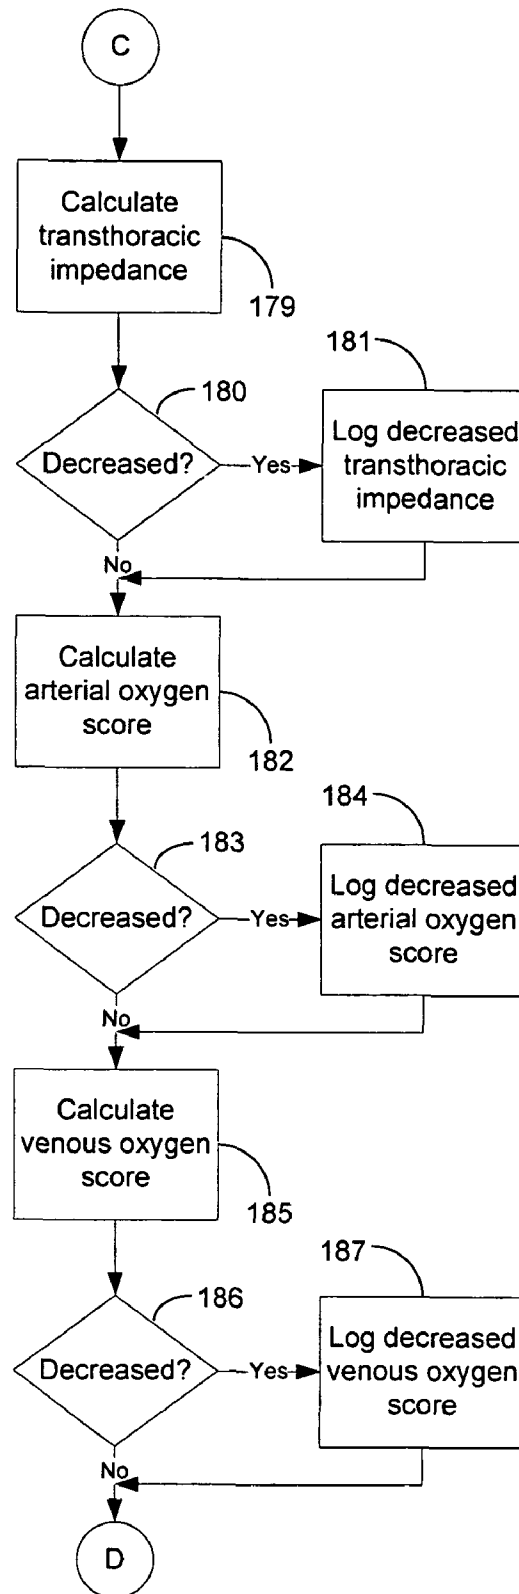 C
Calculate
transthoracic
impedance
179
180
181
Decreased?
Yes
Log decreased
transthoracic
impedance
No
Calculate
arterial oxygen
score
182
183
184
Decreased?
Yes
Log decreased
arterial oxygen
score
No
Calculate
venous oxygen
score
185
186
187
Decreased?
Yes
Log decreased
venous oxygen
score
No
D